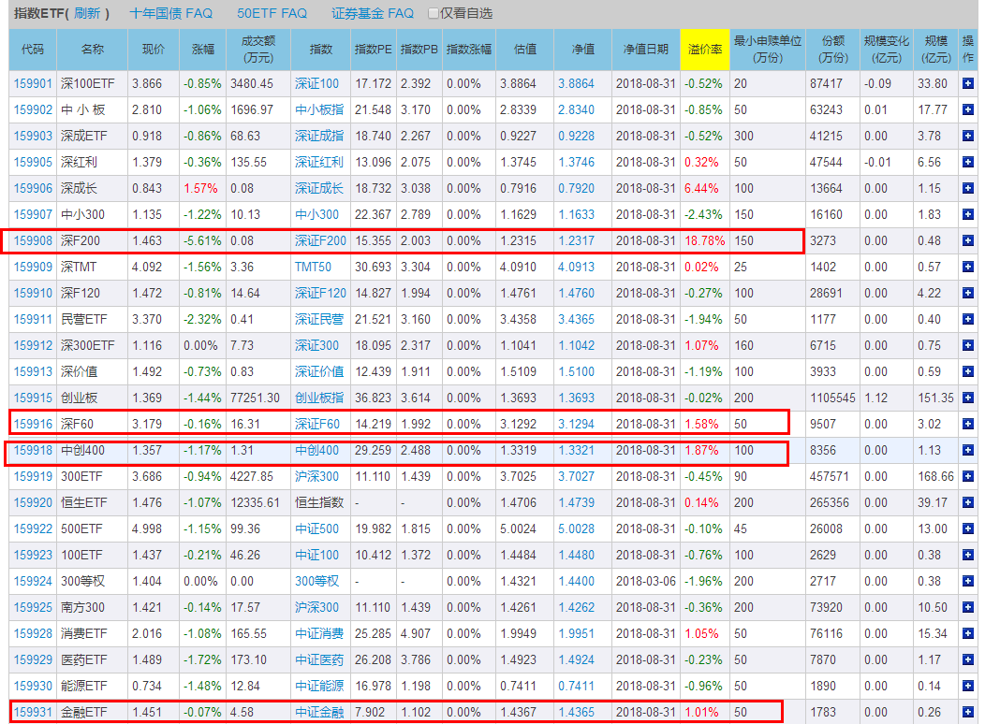 指数ETF( 刷新 ) 十年国债 FAQ 50ETF FAQ 证券基金 FAQ 仅看自选
代码 名称 现价 涨幅 成交额(万元) 指数 指数PE 指数PB 指数涨幅 估值 净值 净值日期 溢价率 最小申赎单位(万份) 份额(万份) 规模变化(亿元) 规模(亿元) 操作
159901 深100ETF 3.866 -0.85% 3480.45 深证100 17.172 2.392 0.00% 3.8864 3.8864 2018-08-31 -0.52% 20 87417 -0.09 33.80
159902 中 小 板 2.810 -1.06% 1696.97 中小板指 21.548 3.170 0.00% 2.8339 2.8340 2018-08-31 -0.85% 50 63243 0.01 17.77
159903 深成ETF 0.918 -0.86% 68.63 深证成指 18.740 2.267 0.00% 0.9227 0.9228 2018-08-31 -0.52% 300 41215 0.00 3.78
159905 深红利 1.379 -0.36% 135.55 深证红利 13.096 2.075 0.00% 1.3745 1.3746 2018-08-31 0.32% 50 47544 -0.01 6.56
159906 深成长 0.843 1.57% 0.08 深证成长 18.732 3.038 0.00% 0.7916 0.7920 2018-08-31 6.44% 100 13664 0.00 1.15
159907 中小300 1.135 -1.22% 10.13 中小300 22.367 2.789 0.00% 1.1629 1.1633 2018-08-31 -2.43% 150 16160 0.00 1.83
159908 深F200 1.463 -5.61% 0.08 深证F200 15.355 2.003 0.00% 1.2315 1.2317 2018-08-31 18.78% 150 3273 0.00 0.48
159909 深TMT 4.092 -1.56% 3.36 TMT50 30.693 3.304 0.00% 4.0910 4.0913 2018-08-31 0.02% 25 1402 0.00 0.57
159910 深F120 1.472 -0.81% 14.64 深证F120 14.827 1.994 0.00% 1.4761 1.4760 2018-08-31 -0.27% 100 28691 0.00 4.22
159911 民营ETF 3.370 -2.32% 0.41 深证民营 21.521 3.160 0.00% 3.4358 3.4365 2018-08-31 -1.94% 50 1177 0.00 0.40
159912 深300ETF 1.116 0.00% 7.73 深证300 18.095 2.317 0.00% 1.1041 1.1042 2018-08-31 1.07% 160 6715 0.00 0.75
159913 深价值 1.492 -0.73% 0.83 深证价值 12.439 1.911 0.00% 1.5109 1.5100 2018-08-31 -1.19% 100 3933 0.00 0.59
159915 创业板 1.369 -1.44% 77251.30 创业板指 36.823 3.614 0.00% 1.3693 1.3693 2018-08-31 -0.02% 200 1105545 1.12 151.35
159916 深F60 3.179 -0.16% 16.31 深证F60 14.219 1.992 0.00% 3.1292 3.1294 2018-08-31 1.58% 50 9507 0.00 3.02
159918 中创400 1.357 -1.17% 1.31 中创400 29.259 2.488 0.00% 1.3319 1.3321 2018-08-31 1.87% 100 8356 0.00 1.13
159919 300ETF 3.686 -0.94% 4227.85 沪深300 11.110 1.439 0.00% 3.7025 3.7027 2018-08-31 -0.45% 90 457571 0.00 168.66
159920 恒生ETF 1.476 -1.07% 12335.61 恒生指数 - - 0.00% 1.4706 1.4739 2018-08-31 0.14% 200 265356 0.00 39.17
159922 500ETF 4.998 -1.15% 99.36 中证500 19.982 1.815 0.00% 5.0024 5.0028 2018-08-31 -0.10% 45 26008 0.00 13.00
159923 100ETF 1.437 -0.21% 46.26 中证100 10.412 1.372 0.00% 1.4484 1.4480 2018-08-31 -0.76% 100 2629 0.00 0.38
159924 300等权 1.404 0.00% 0.00 300等权 - - 0.00% 1.4321 1.4400 2018-03-06 -1.96% 200 2717 0.00 0.38
159925 南方300 1.421 -0.14% 17.57 沪深300 11.110 1.439 0.00% 1.4261 1.4262 2018-08-31 -0.36% 200 73920 0.00 10.50
159928 消费ETF 2.016 -1.08% 165.55 中证消费 25.285 4.907 0.00% 1.9949 1.9951 2018-08-31 1.05% 50 76116 0.00 15.34
159929 医药ETF 1.489 -1.72% 173.10 中证医药 26.208 3.786 0.00% 1.4923 1.4924 2018-08-31 -0.23% 50 7870 0.00 1.17
159930 能源ETF 0.734 -1.48% 12.84 中证能源 16.978 1.198 0.00% 0.7411 0.7411 2018-08-31 -0.96% 50 1890 0.00 0.14
159931 金融ETF 1.451 -0.07% 4.58 中证金融 7.902 1.102 0.00% 1.4367 1.4365 2018-08-31 1.01% 50 1783 0.00 0.26